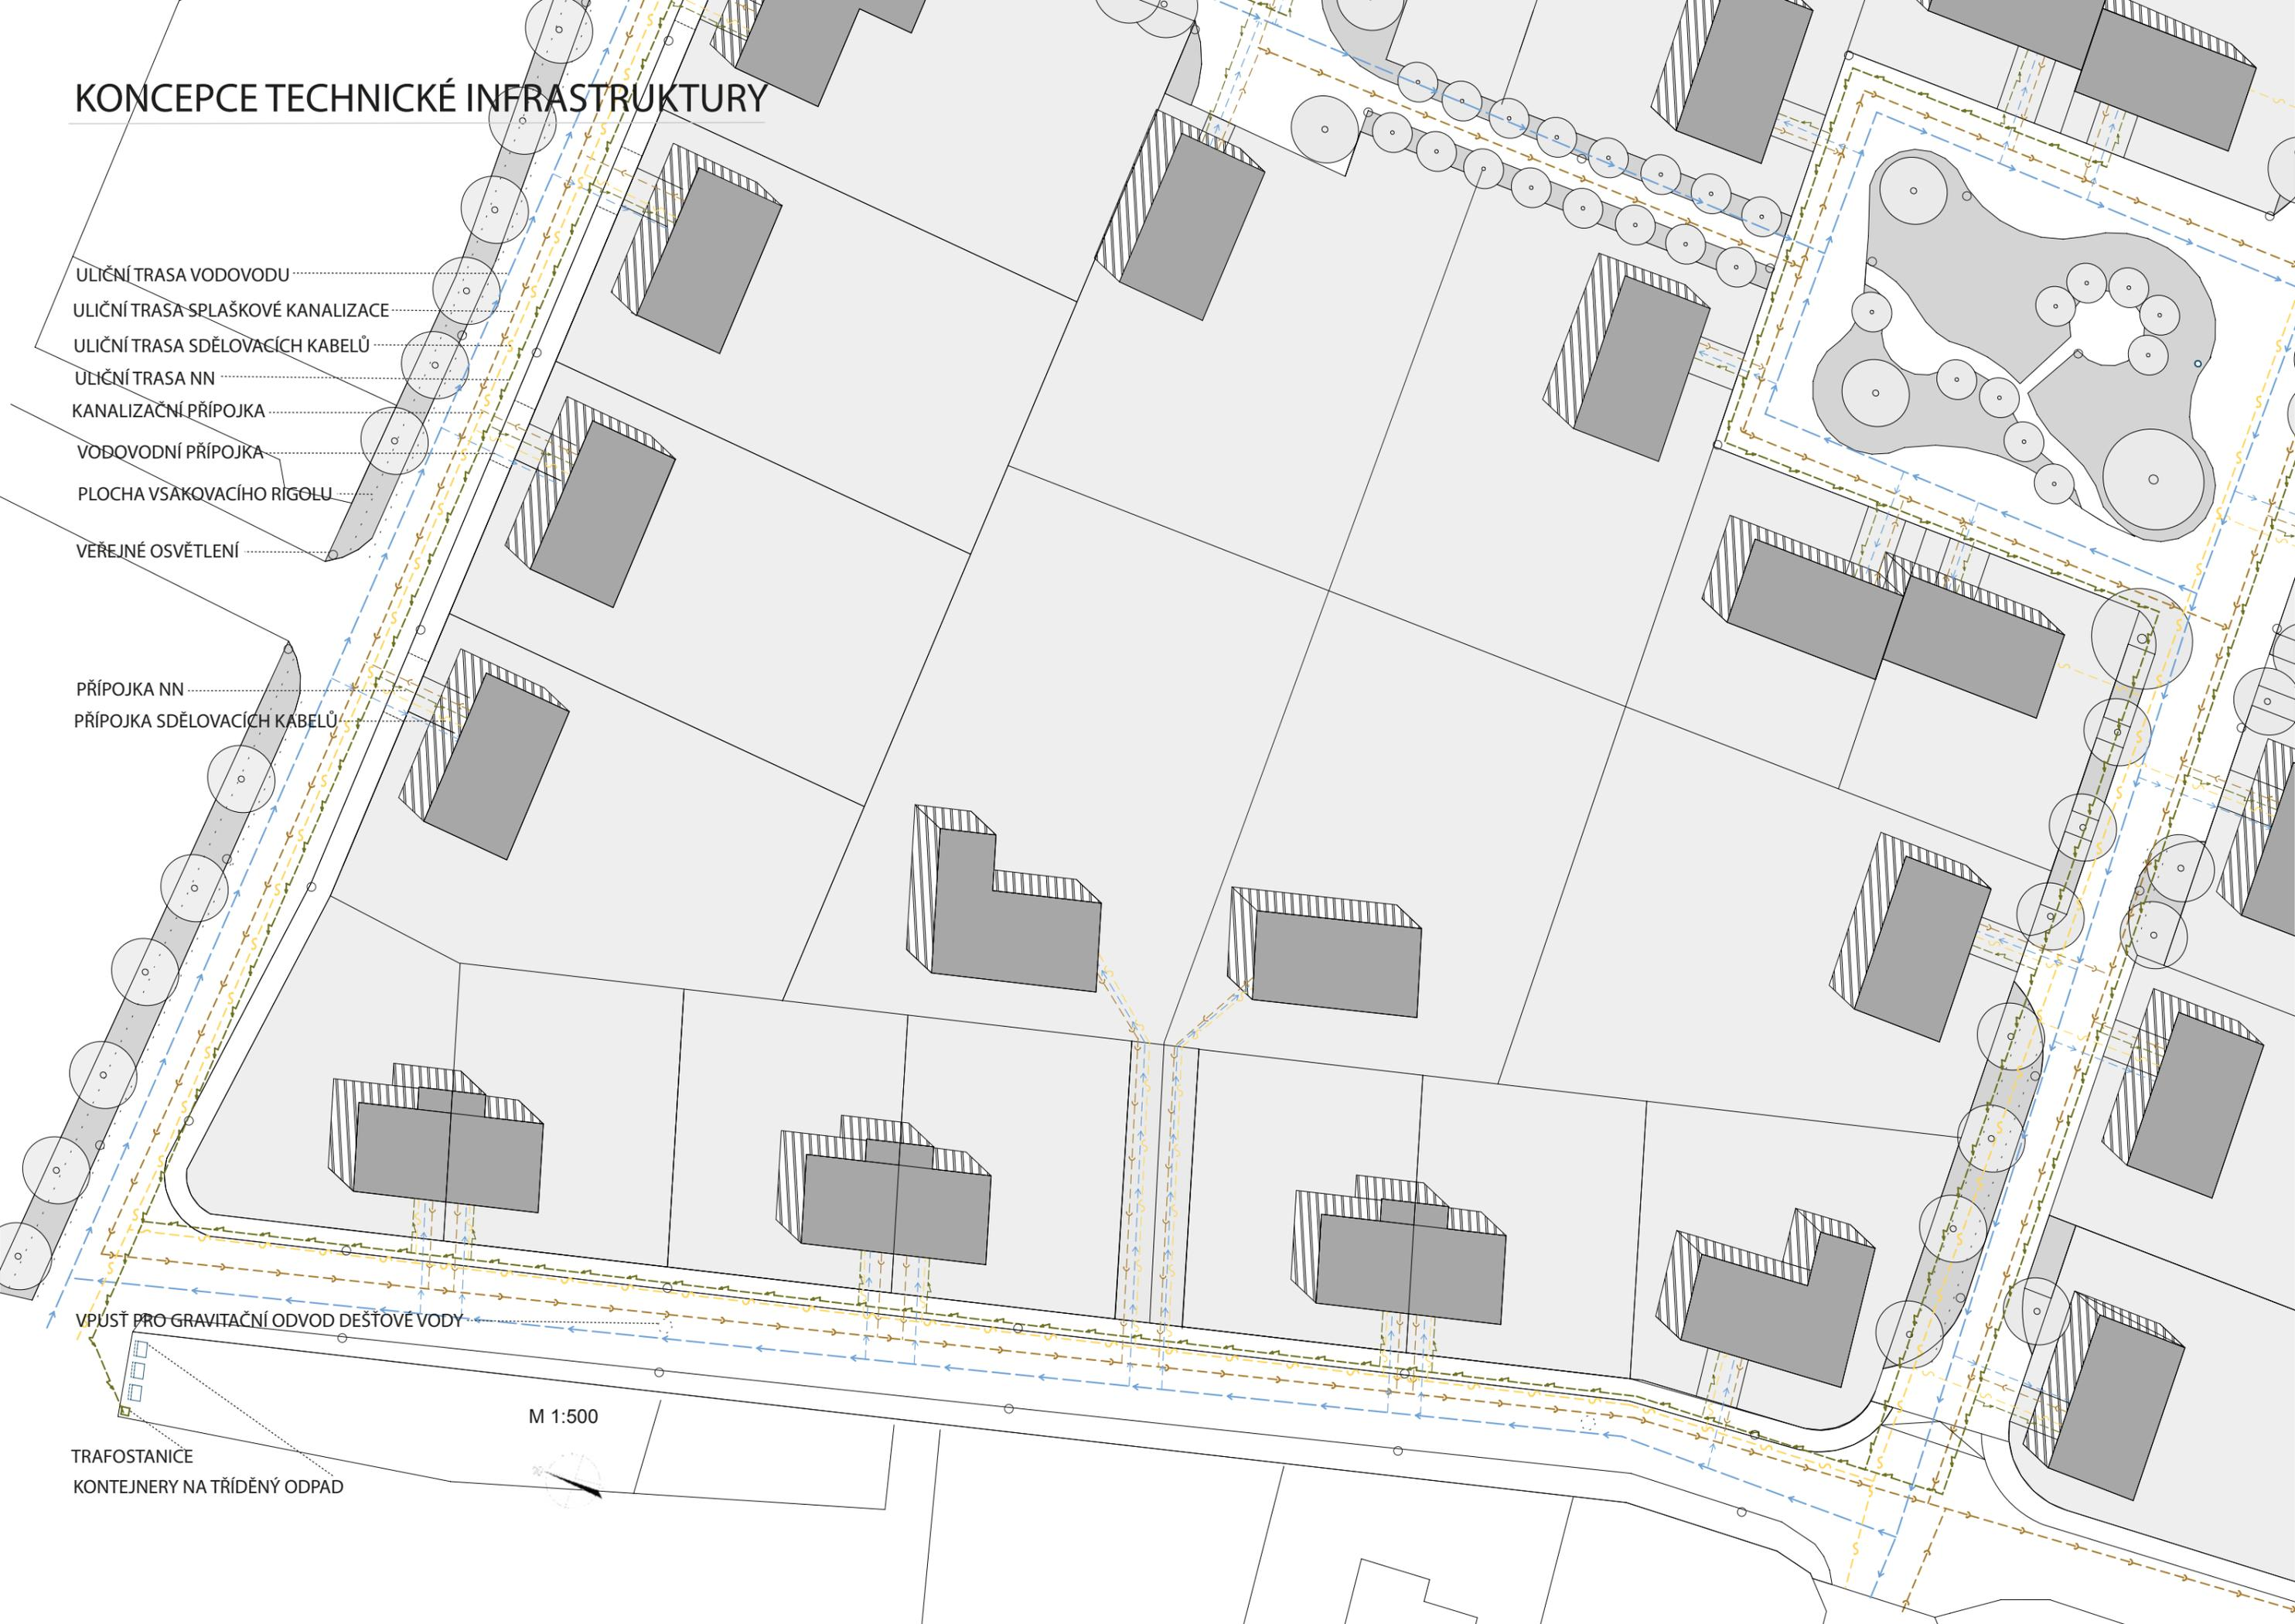 KONCEPCE TECHNICKÉ INFRASTRUKTURY
ULIČNÍ TRASA VODOVODU
ULIČNÍ TRASA SPLAŠKOVÉ KANALIZACE
ULIČNÍ TRASA SDĚLOVACÍCH KABELŮ
ULIČNÍ TRASA NN
KANALIZAČNÍ PŘÍPOJKA
VODOVODNÍ PŘÍPOJKA
PLOCHA VSAKOVACÍHO RIGOLU
VEŘEJNÉ OSVĚTLENÍ
PŘÍPOJKA NN
PŘÍPOJKA SDĚLOVACÍCH KABELŮ
VPUSŤ PRO GRAVITAČNÍ ODVOD DEŠŤOVÉ VODY
M 1:500
TRAFOSTANICE
KONTEJNERY NA TŘÍDĚNÝ ODPAD